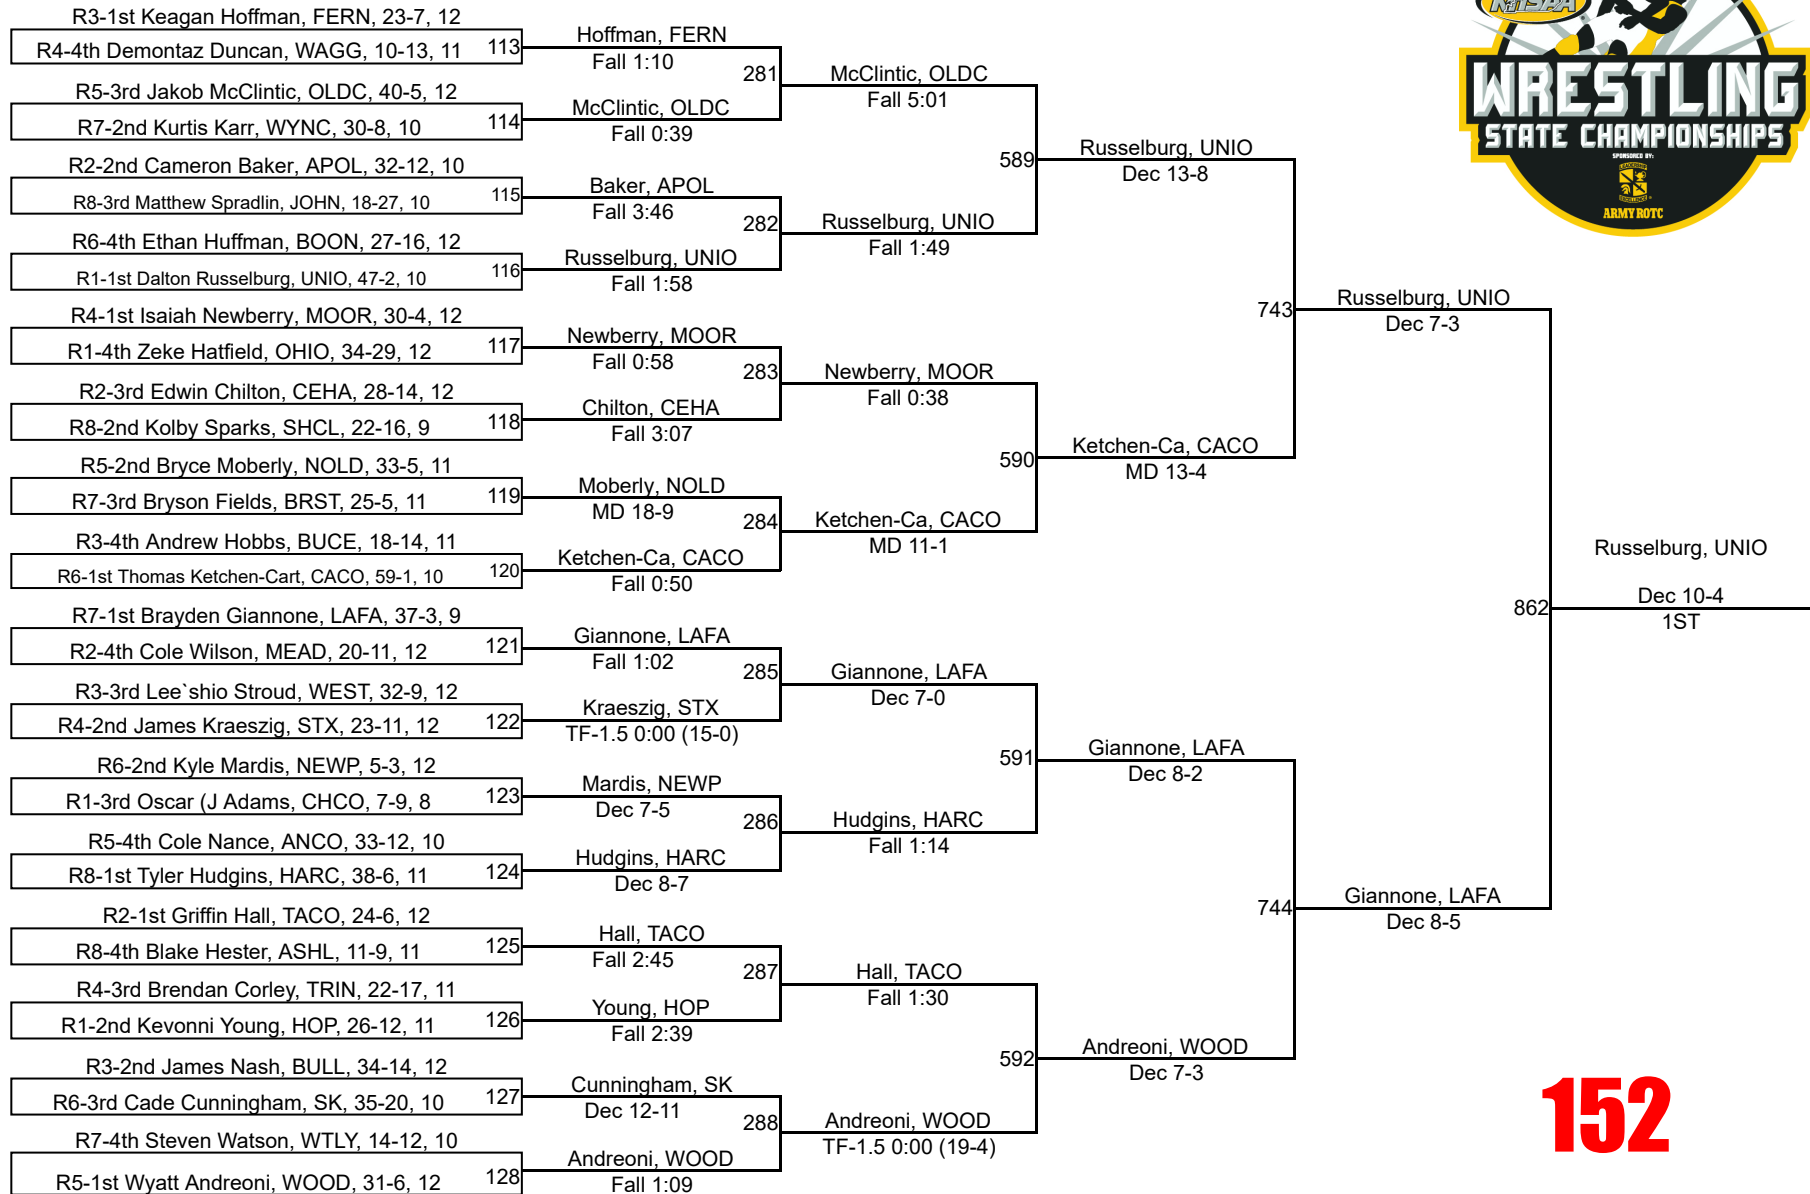 R3-1st Keagan Hoffman, FERN, 23-7, 12
R4-4th Demontaz Duncan, WAGG, 10-13, 11
113
R5-3rd Jakob McClintic, OLDC, 40-5, 12
R7-2nd Kurtis Karr, WYNC, 30-8, 10
114
R2-2nd Cameron Baker, APOL, 32-12, 10
R8-3rd Matthew Spradlin, JOHN, 18-27, 10
115
R6-4th Ethan Huffman, BOON, 27-16, 12
R1-1st Dalton Russelburg, UNIO, 47-2, 10
116
R4-1st Isaiah Newberry, MOOR, 30-4, 12
R1-4th Zeke Hatfield, OHIO, 34-29, 12
117
R2-3rd Edwin Chilton, CEHA, 28-14, 12
R8-2nd Kolby Sparks, SHCL, 22-16, 9
118
R5-2nd Bryce Moberly, NOLD, 33-5, 11
R7-3rd Bryson Fields, BRST, 25-5, 11
119
R3-4th Andrew Hobbs, BUCE, 18-14, 11
R6-1st Thomas Ketchen-Cart, CACO, 59-1, 10
120
R7-1st Brayden Giannone, LAFA, 37-3, 9
R2-4th Cole Wilson, MEAD, 20-11, 12
121
R3-3rd Lee`shio Stroud, WEST, 32-9, 12
R4-2nd James Kraeszig, STX, 23-11, 12
122
R6-2nd Kyle Mardis, NEWP, 5-3, 12
R1-3rd Oscar (J Adams, CHCO, 7-9, 8
123
R5-4th Cole Nance, ANCO, 33-12, 10
R8-1st Tyler Hudgins, HARC, 38-6, 11
124
R2-1st Griffin Hall, TACO, 24-6, 12
R8-4th Blake Hester, ASHL, 11-9, 11
125
R4-3rd Brendan Corley, TRIN, 22-17, 11
R1-2nd Kevonni Young, HOP, 26-12, 11
126
R3-2nd James Nash, BULL, 34-14, 12
R6-3rd Cade Cunningham, SK, 35-20, 10
127
R7-4th Steven Watson, WTLY, 14-12, 10
R5-1st Wyatt Andreoni, WOOD, 31-6, 12
128
Hoffman, FERN
Fall 1:10
281
McClintic, OLDC
Fall 0:39
Baker, APOL
Fall 3:46
282
Russelburg, UNIO
Fall 1:58
Newberry, MOOR
Fall 0:58
283
Chilton, CEHA
Fall 3:07
Moberly, NOLD
MD 18-9
284
Ketchen-Ca, CACO
Fall 0:50
Giannone, LAFA
Fall 1:02
285
Kraeszig, STX
TF-1.5 0:00 (15-0)
Mardis, NEWP
Dec 7-5
286
Hudgins, HARC
Dec 8-7
Hall, TACO
Fall 2:45
287
Young, HOP
Fall 2:39
Cunningham, SK
Dec 12-11
288
Andreoni, WOOD
Fall 1:09
McClintic, OLDC
Fall 5:01
589
Russelburg, UNIO
Fall 1:49
Newberry, MOOR
Fall 0:38
590
Ketchen-Ca, CACO
MD 11-1
Giannone, LAFA
Dec 7-0
591
Hudgins, HARC
Fall 1:14
Hall, TACO
Fall 1:30
592
Andreoni, WOOD
TF-1.5 0:00 (19-4)
Russelburg, UNIO
Dec 13-8
743
Ketchen-Ca, CACO
MD 13-4
Giannone, LAFA
Dec 8-2
744
Andreoni, WOOD
Dec 7-3
Russelburg, UNIO
Dec 7-3
862
Giannone, LAFA
Dec 8-5
Russelburg, UNIO
Dec 10-4
1ST
KHSAA
WRESTLING
STATE CHAMPIONSHIPS
SPONSORED BY:
ARMY ROTC
152